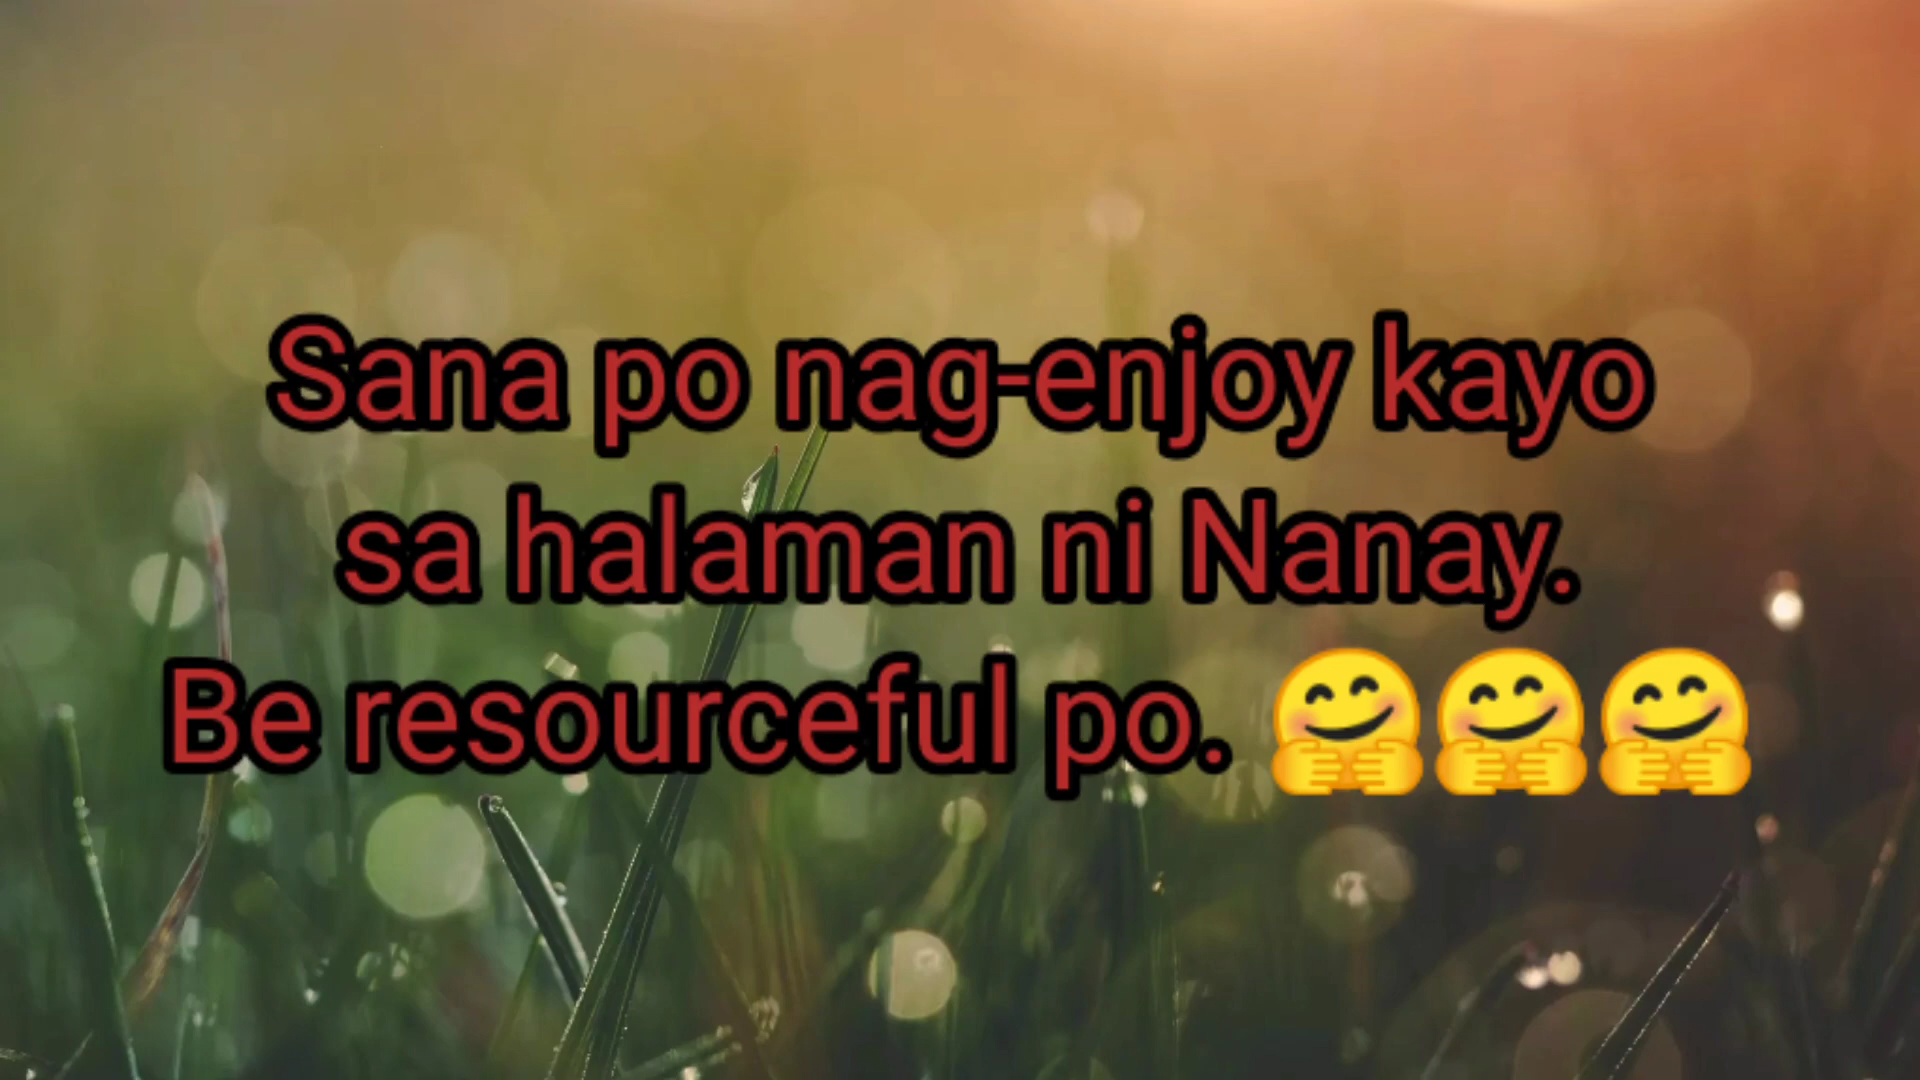 Sana po nag-enjoy kayo
sa halaman ni Nanay.
Be resourceful po. 🤗🤗🤗